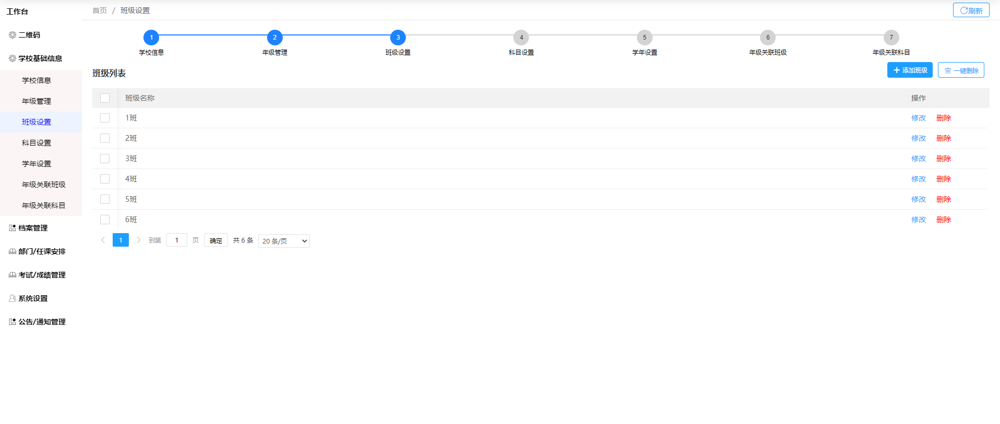 工作台
二维码
学校基础信息
学校信息
年级管理
班级设置
科目设置
学年设置
年级关联班级
年级关联科目
档案管理
部门/任课安排
考试/成绩管理
系统设置
公告/通知管理
首页 / 班级设置
刷新
1 2 3 4 5 6 7
学校信息 年级管理 班级设置 科目设置 学年设置 年级关联班级 年级关联科目
班级列表
添加班级 一键删除
班级名称 操作
1班 修改 删除
2班 修改 删除
3班 修改 删除
4班 修改 删除
5班 修改 删除
6班 修改 删除
1 到第 1 页 确定 共 6 条 20 条/页